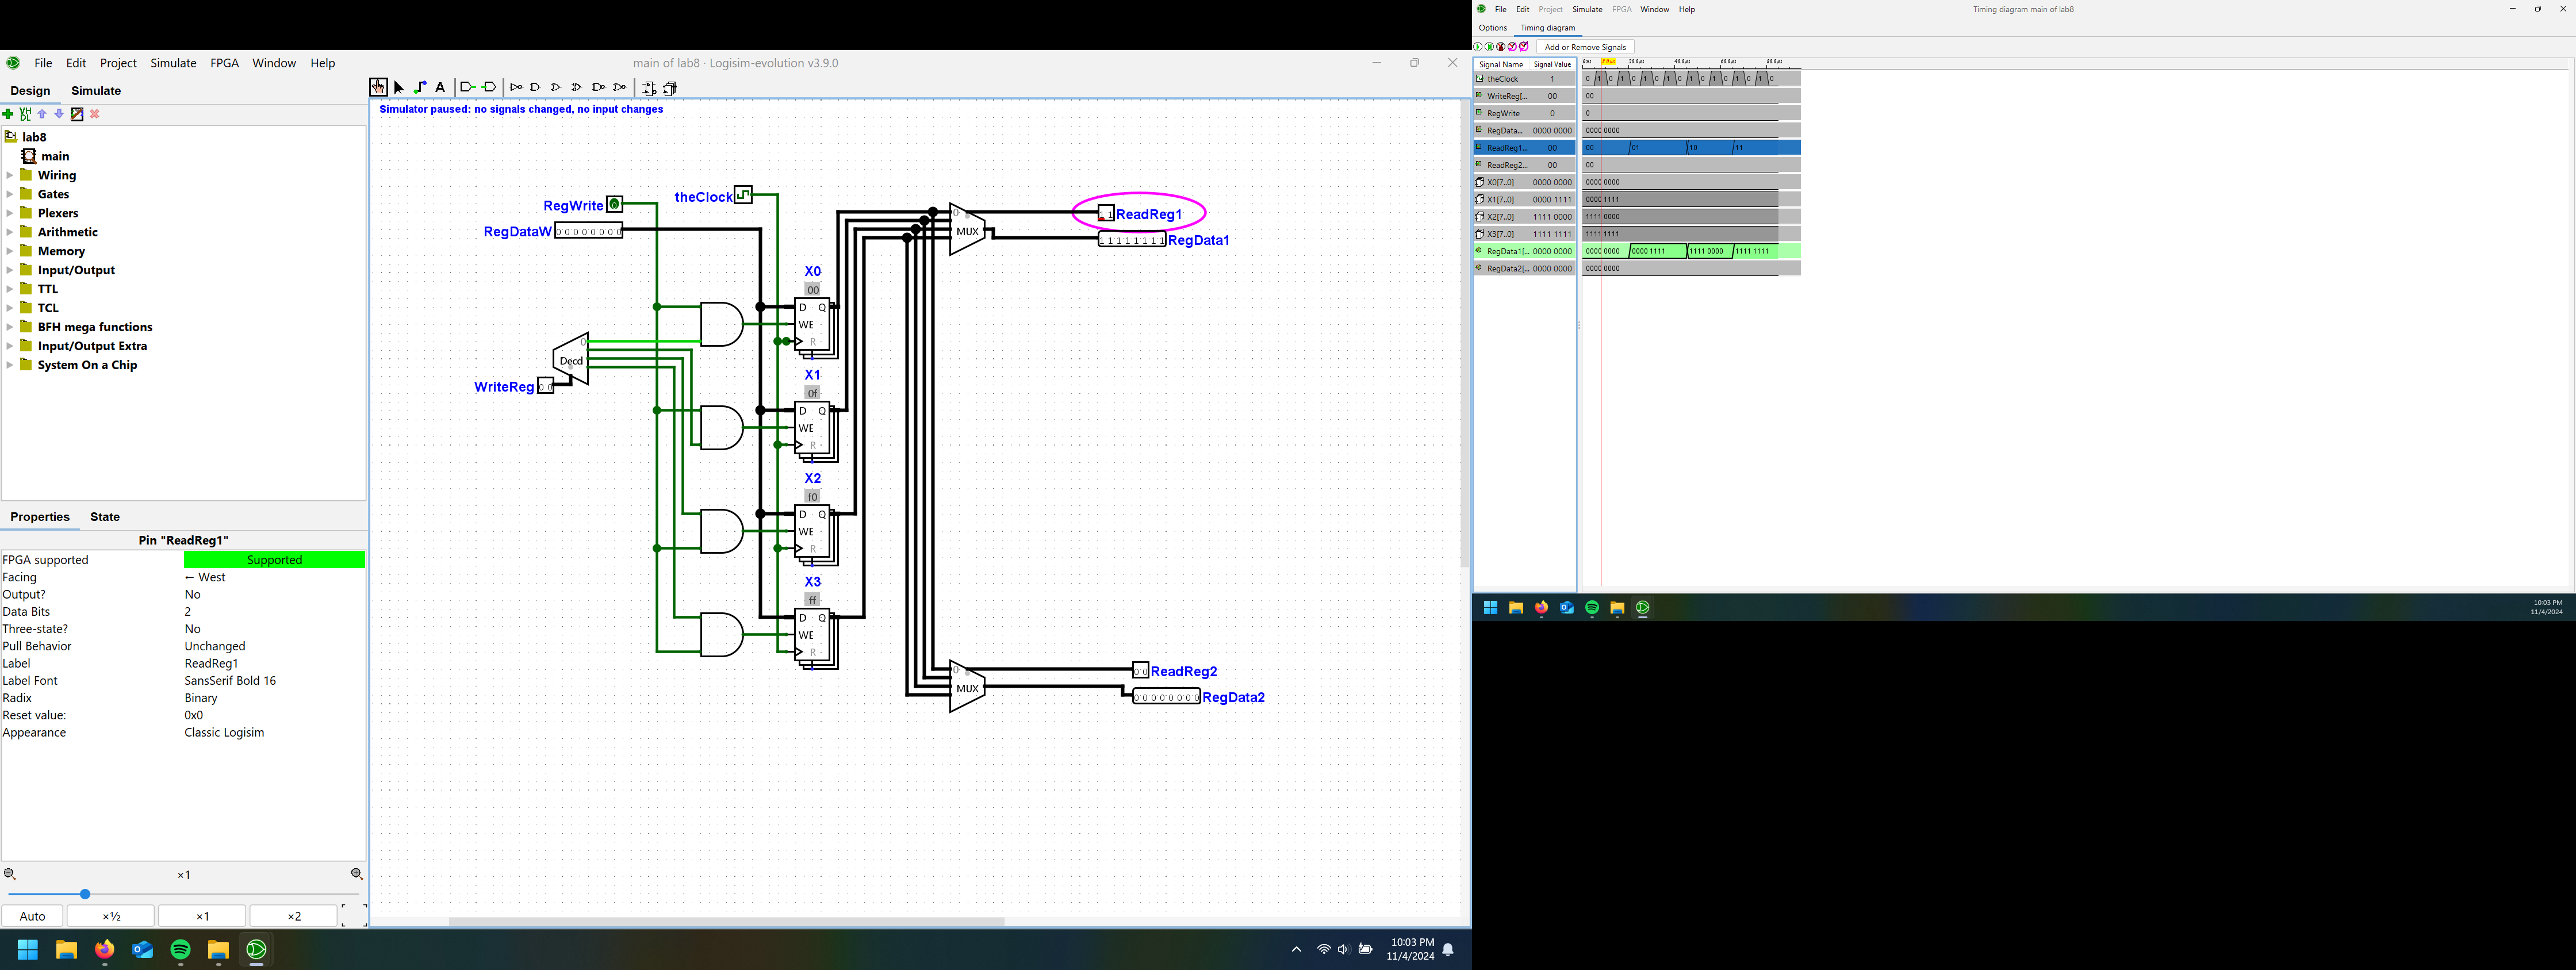 File Edit Project Simulate FPGA Window Help
main of lab8 · Logisim-evolution v3.9.0
Design Simulate
VH
DL
A
lab8
main
Wiring
Gates
Plexers
Arithmetic
Memory
Input/Output
TTL
TCL
BFH mega functions
Input/Output Extra
System On a Chip
Properties State
Pin "ReadReg1"
FPGA supported Supported
Facing ← West
Output? No
Data Bits 2
Three-state? No
Pull Behavior Unchanged
Label ReadReg1
Label Font SansSerif Bold 16
Radix Binary
Reset value: 0x0
Appearance Classic Logisim
×1
Auto ×½ ×1 ×2
Simulator paused: no signals changed, no input changes
RegWrite 0
theClock
RegDataW 0 0 0 0 0 0 0 0
0 MUX
1 1 ReadReg1
1 1 1 1 1 1 1 1 RegData1
X0
00
D Q
WE
R
0
Decd
WriteReg 0 0
X1
0f
D Q
WE
R
X2
f0
D Q
WE
R
X3
ff
D Q
WE
R
0 MUX
0 0 ReadReg2
0 0 0 0 0 0 0 0 RegData2
10:03 PM
11/4/2024
File Edit Project Simulate FPGA Window Help
Timing diagram main of lab8
Options Timing diagram
Add or Remove Signals
Signal Name Signal Value
theClock 1 0 1 0 1 0 1 0 1 0 1 0 1 0 1 0 1 0
WriteReg[... 00 00
RegWrite 0 0
RegData... 0000 0000 0000 0000
ReadReg1... 00 00 01 10 11
ReadReg2... 00 00
X0[7..0] 0000 0000 0000 0000
X1[7..0] 0000 1111 0000 1111
X2[7..0] 1111 0000 1111 0000
X3[7..0] 1111 1111 1111 1111
RegData1[... 0000 0000 0000 0000 0000 1111 1111 0000 1111 1111
RegData2[... 0000 0000 0000 0000
10:03 PM
11/4/2024